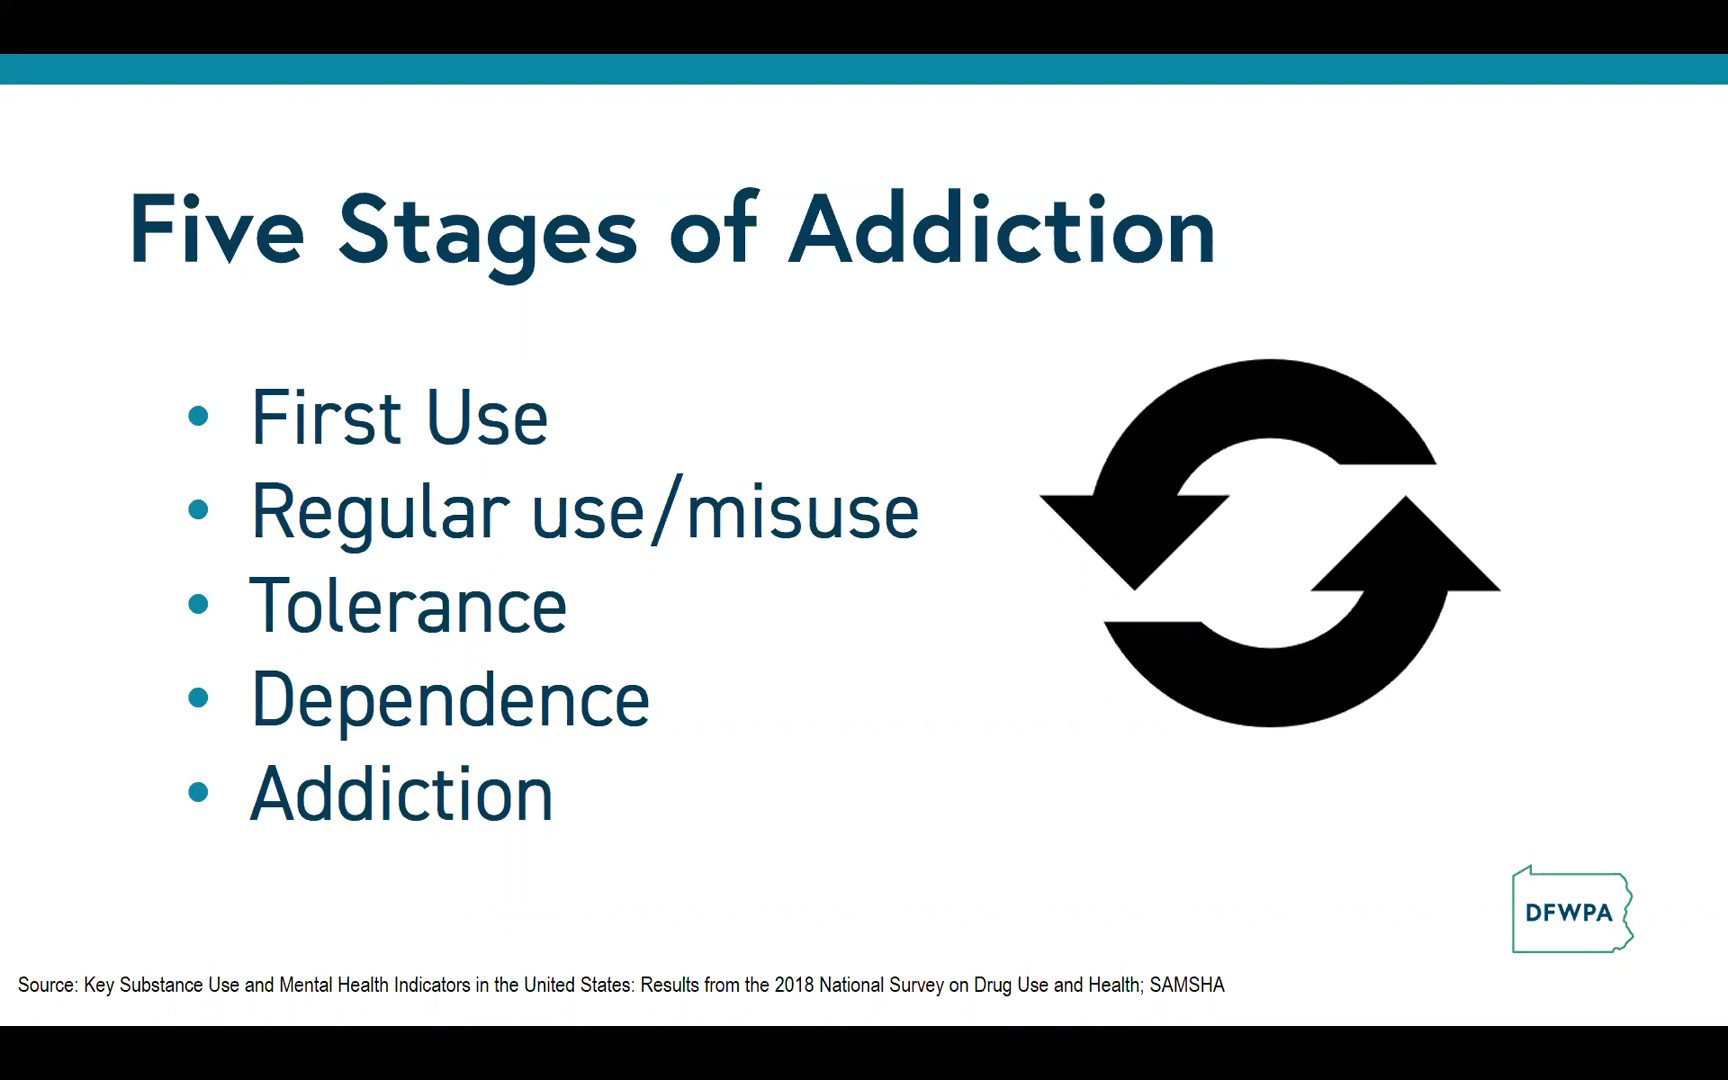 Five Stages of Addiction
• First Use
• Regular use/misuse
• Tolerance
• Dependence
• Addiction
DFWPA
Source: Key Substance Use and Mental Health Indicators in the United States: Results from the 2018 National Survey on Drug Use and Health; SAMSHA